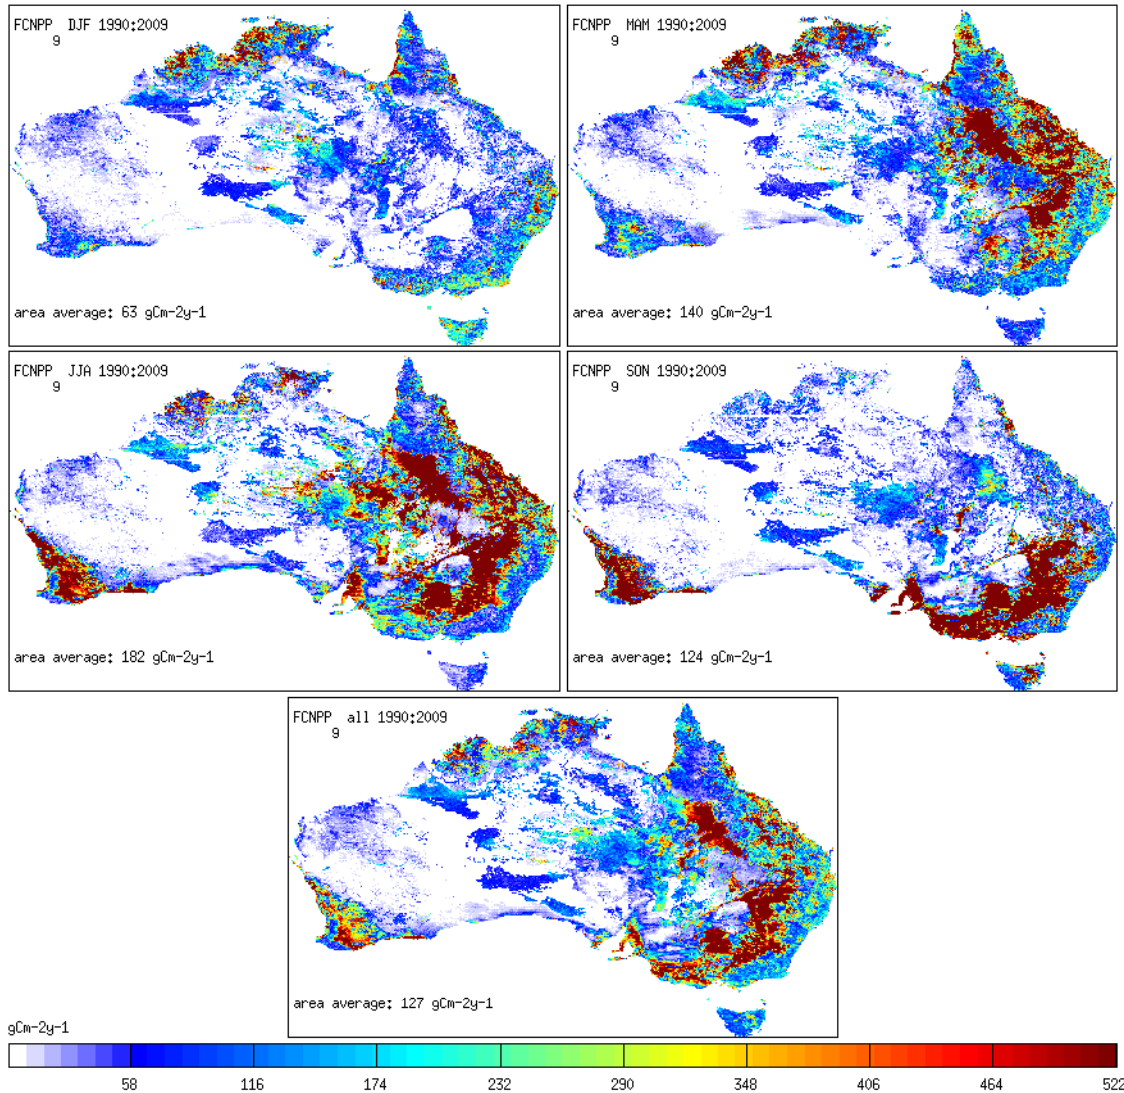 FCNPP DJF 1990:2009
9
area average: 63 gCm-2y-1
FCNPP MAM 1990:2009
9
area average: 140 gCm-2y-1
FCNPP JJA 1990:2009
9
area average: 182 gCm-2y-1
FCNPP SON 1990:2009
9
area average: 124 gCm-2y-1
FCNPP all 1990:2009
9
area average: 127 gCm-2y-1
gCm-2y-1
58 116 174 232 290 348 406 464 522